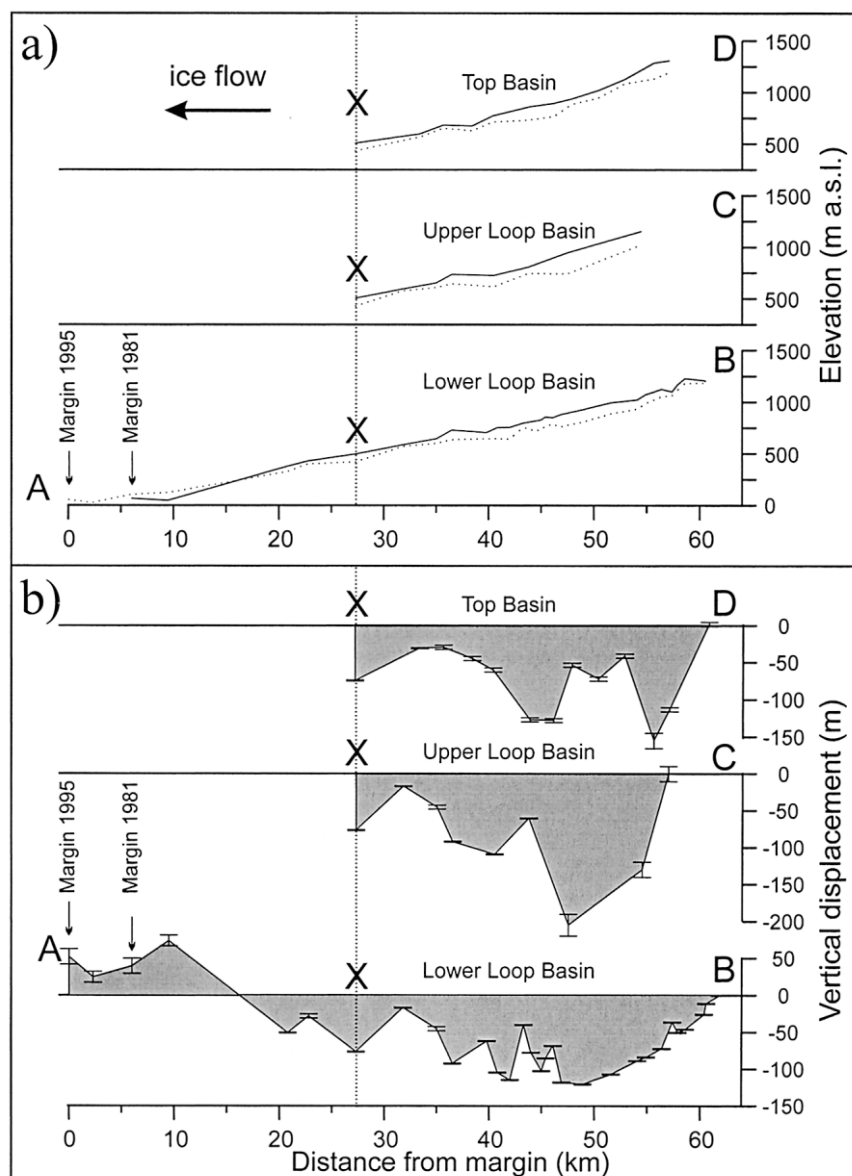 a)
ice flow
X
Top Basin
D
1500
1000
500
X
Upper Loop Basin
C
1500
1000
500
Elevation (m a.s.l.)
A
Margin 1995
Margin 1981
X
Lower Loop Basin
B
1500
1000
500
0
0 10 20 30 40 50 60
b)
X
Top Basin
D
0
-50
-100
-150
X
Upper Loop Basin
C
0
-50
-100
-150
-200
Vertical displacement (m)
A
Margin 1995
Margin 1981
X
Lower Loop Basin
B
50
0
-50
-100
-150
0 10 20 30 40 50 60
Distance from margin (km)